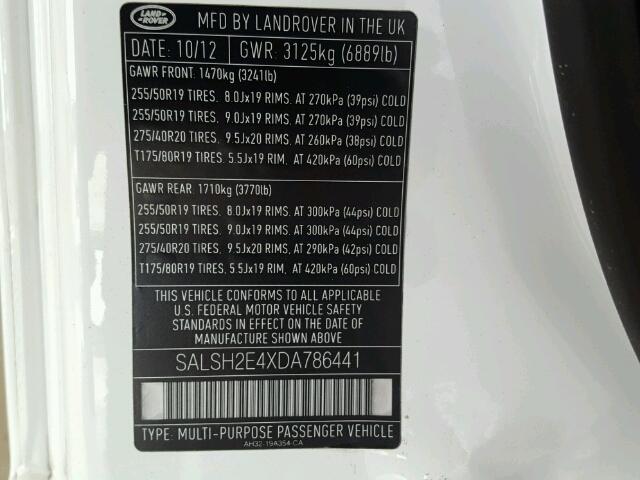 LAND
ROVER
MFD BY LANDROVER IN THE UK
DATE: 10/12 GWR: 3125kg (6889lb)
GAWR FRONT: 1470kg (3241lb)
255/50R19 TIRES. 8.0Jx19 RIMS. AT 270kPa (39psi) COLD
255/50R19 TIRES. 9.0Jx19 RIMS. AT 270kPa (39psi) COLD
275/40R20 TIRES. 9.5Jx20 RIMS. AT 260kPa (38psi) COLD
T175/80R19 TIRES. 5.5Jx19 RIM. AT 420kPa (60psi) COLD
GAWR REAR: 1710kg (3770lb)
255/50R19 TIRES. 8.0Jx19 RIMS. AT 300kPa (44psi) COLD
255/50R19 TIRES. 9.0Jx19 RIMS. AT 300kPa (44psi) COLD
275/40R20 TIRES. 9.5Jx20 RIMS. AT 290kPa (42psi) COLD
T175/80R19 TIRES. 5.5Jx19 RIM. AT 420kPa (60psi) COLD
THIS VEHICLE CONFORMS TO ALL APPLICABLE
U.S. FEDERAL MOTOR VEHICLE SAFETY
STANDARDS IN EFFECT ON THE DATE OF
MANUFACTURE SHOWN ABOVE
SALSH2E4XDA786441
TYPE: MULTI-PURPOSE PASSENGER VEHICLE
AH32-19A354-CA